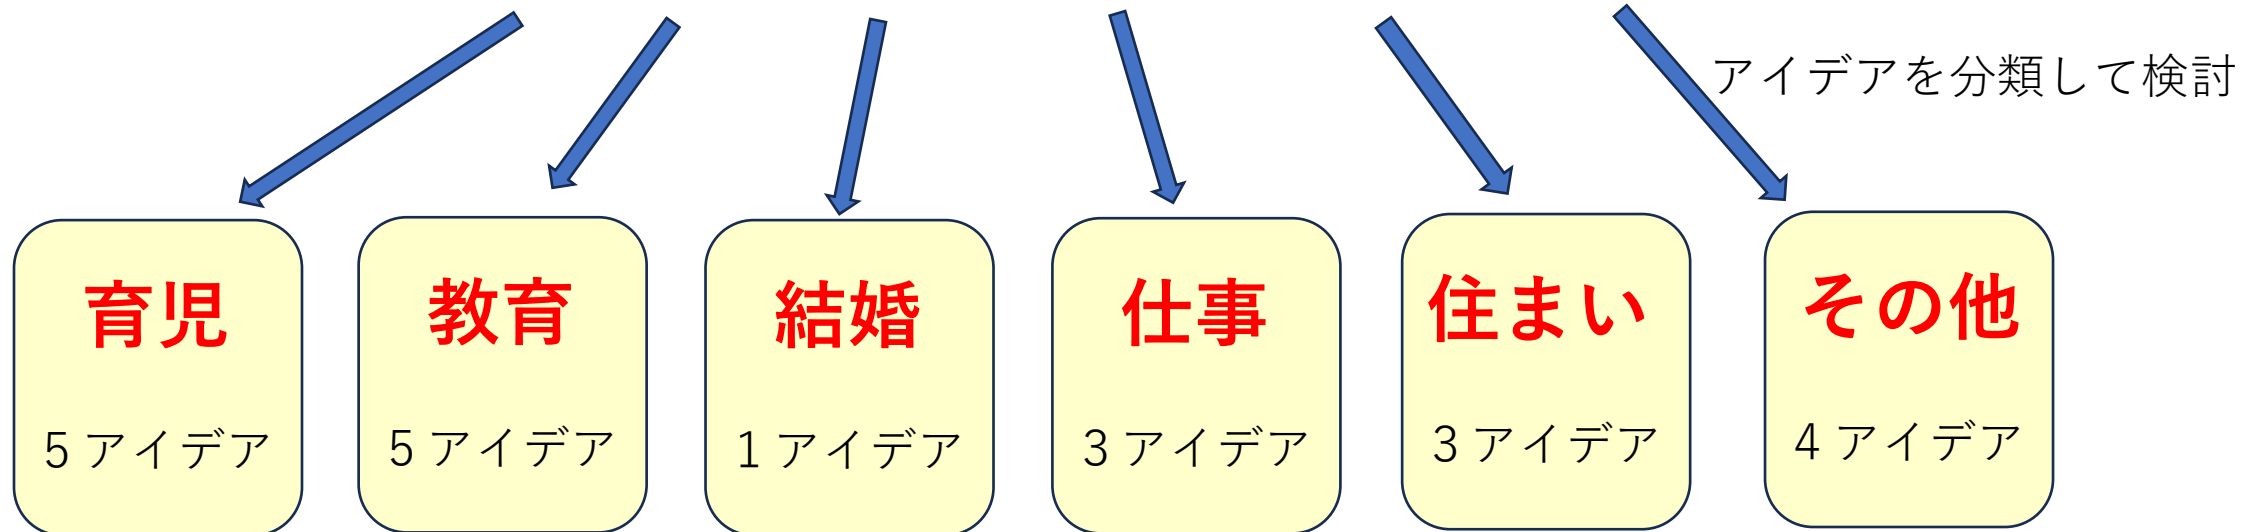 アイデアを分類して検討
育児
5アイデア
教育
5アイデア
結婚
1アイデア
仕事
3アイデア
住まい
3アイデア
その他
4アイデア